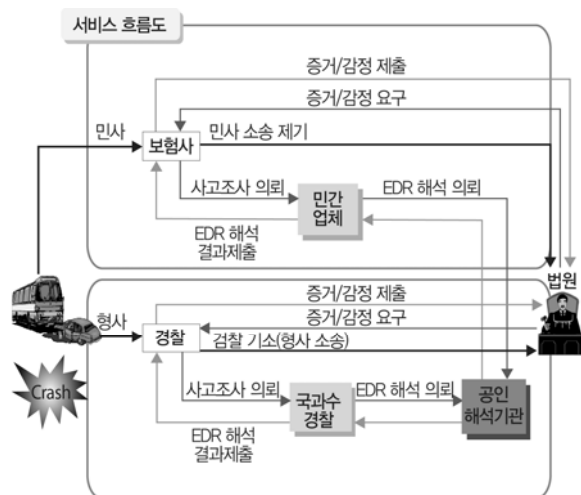 서비스 흐름도
증거/감정 제출
증거/감정 요구
민사
보험사
민사 소송 제기
사고조사 의뢰
민간
업체
EDR 해석 의뢰
EDR 해석
결과제출
법원
증거/감정 제출
증거/감정 요구
형사
경찰
검찰 기소(형사 소송)
Crash
사고조사 의뢰
국과수
경찰
EDR 해석 의뢰
공인
해석기관
EDR 해석
결과제출